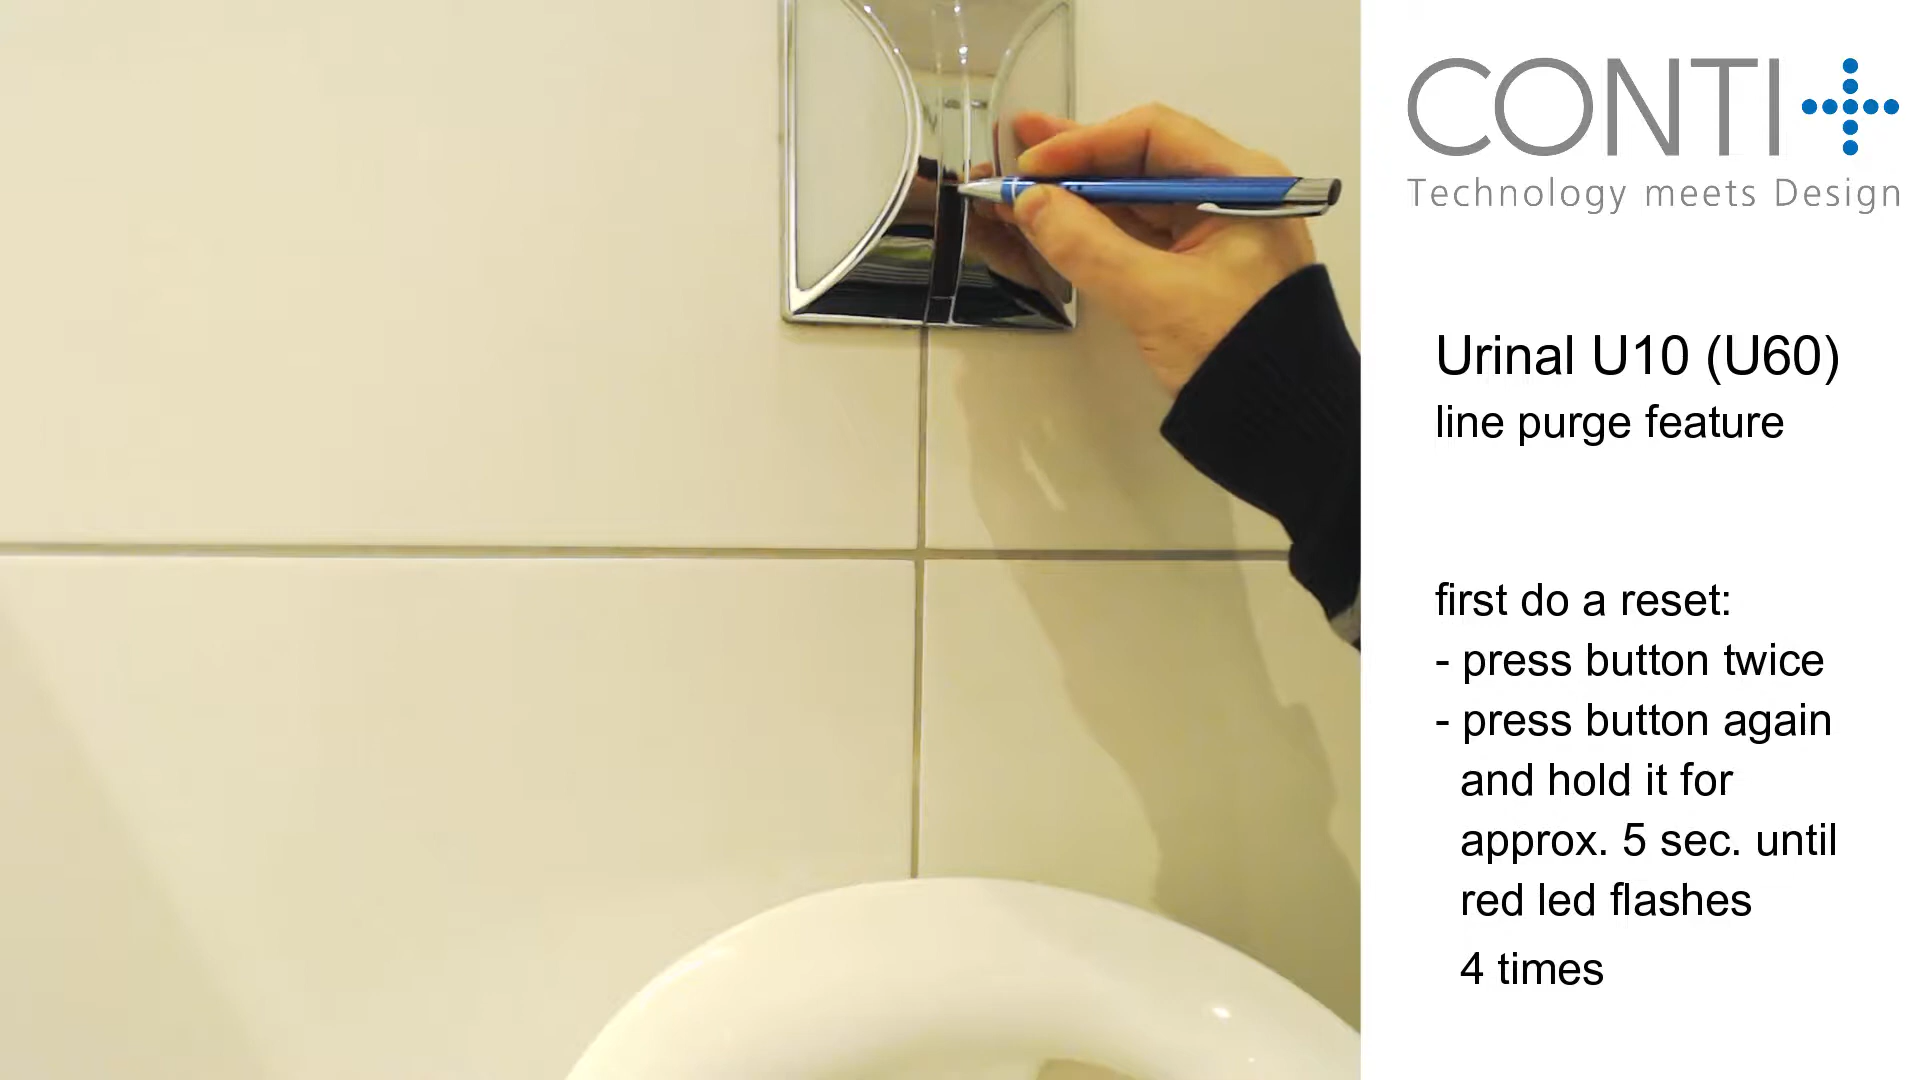 CONTI
Technology meets Design
Urinal U10 (U60)
line purge feature
first do a reset:
- press button twice
- press button again
and hold it for
approx. 5 sec. until
red led flashes
4 times